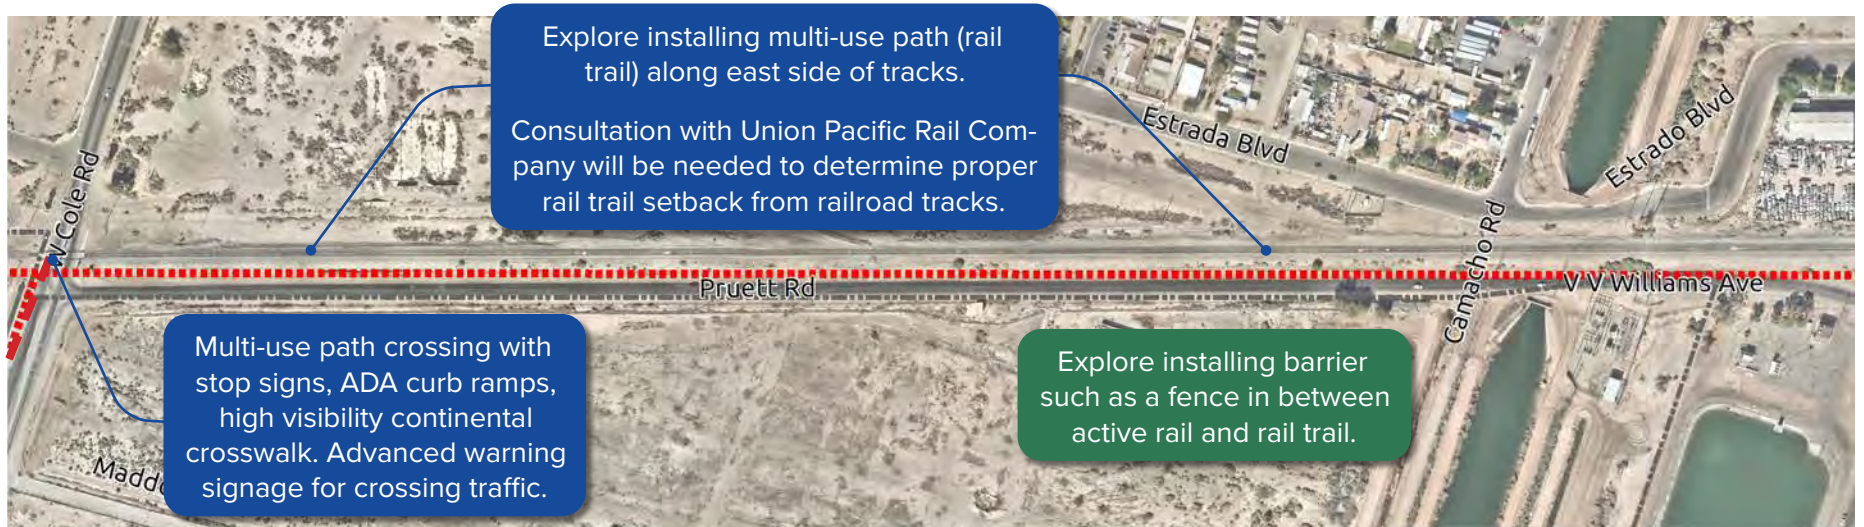 Explore installing multi-use path (rail
trail) along east side of tracks.
Consultation with Union Pacific Rail Com-
pany will be needed to determine proper
rail trail setback from railroad tracks.
Estrada Blvd
Estrado Blvd
W Cole Rd
Camacho Rd
Pruett Rd
V V Williams Ave
Multi-use path crossing with
stop signs, ADA curb ramps,
high visibility continental
crosswalk. Advanced warning
signage for crossing traffic.
Explore installing barrier
such as a fence in between
active rail and rail trail.